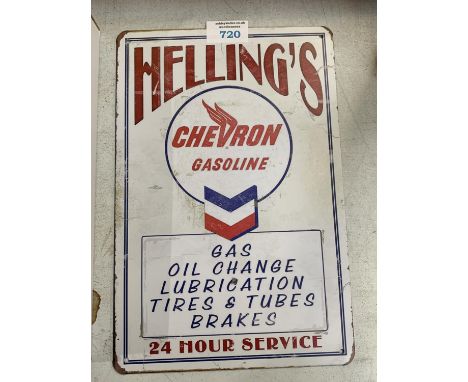 720
HELLING'S
CHEVRON
GASOLINE
GAS
OIL CHANGE
LUBRICATION
TIRES & TUBES
BRAKES
24 HOUR SERVICE